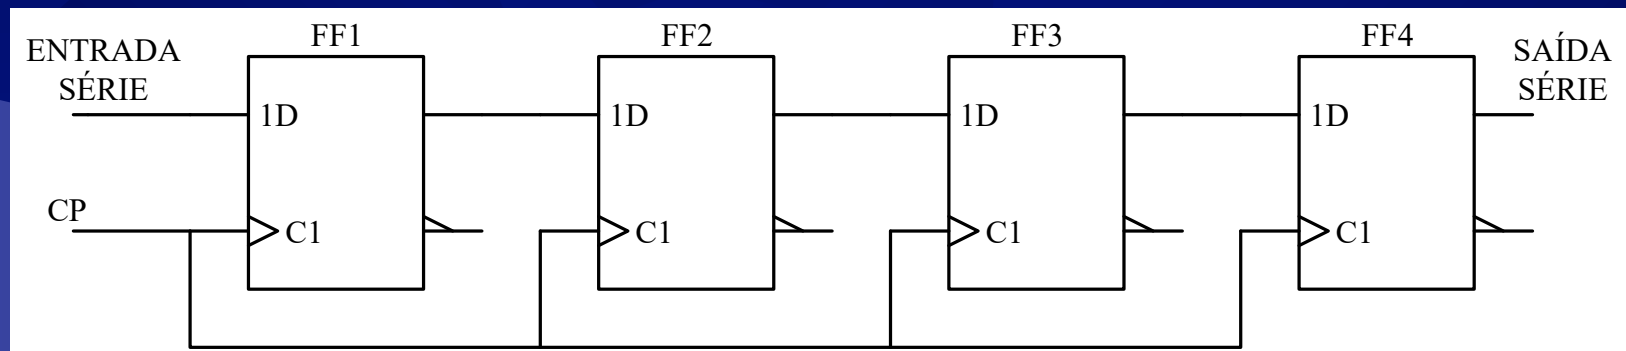 FF1
FF2
FF3
FF4
ENTRADA
SÉRIE
SAÍDA
SÉRIE
1D
1D
1D
1D
CP
C1
C1
C1
C1